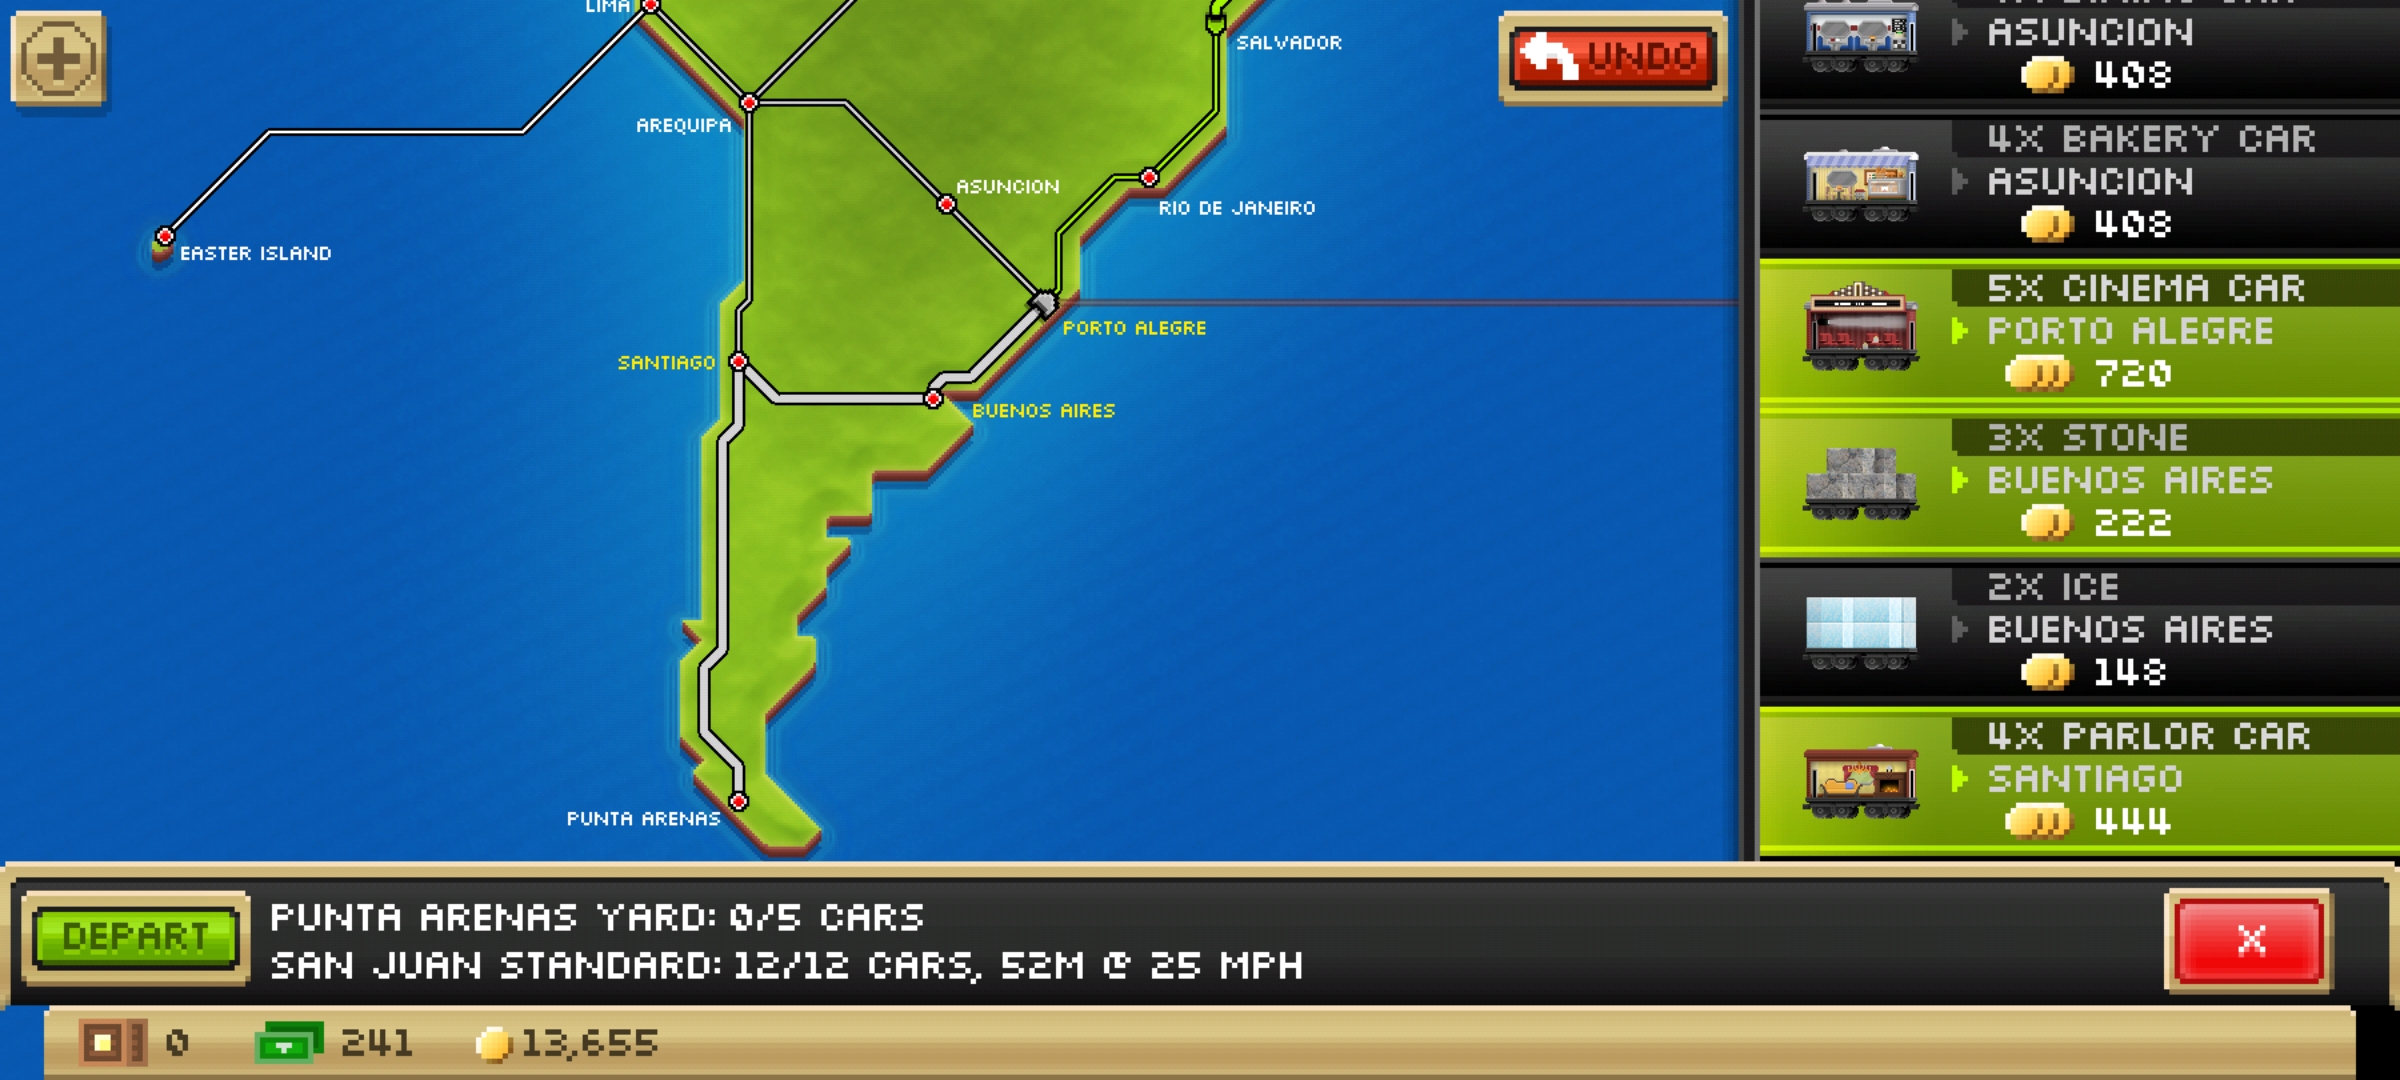 LIMA
SALVADOR
AREQUIPA
ASUNCION
RIO DE JANEIRO
EASTER ISLAND
PORTO ALEGRE
SANTIAGO
BUENOS AIRES
PUNTA ARENAS
UNDO
ASUNCION
408
4X BAKERY CAR
ASUNCION
408
5X CINEMA CAR
PORTO ALEGRE
720
3X STONE
BUENOS AIRES
222
2X ICE
BUENOS AIRES
148
4X PARLOR CAR
SANTIAGO
444
DEPART
PUNTA ARENAS YARD: 0/5 CARS
SAN JUAN STANDARD: 12/12 CARS, 52M @ 25 MPH
X
0 241 13,655